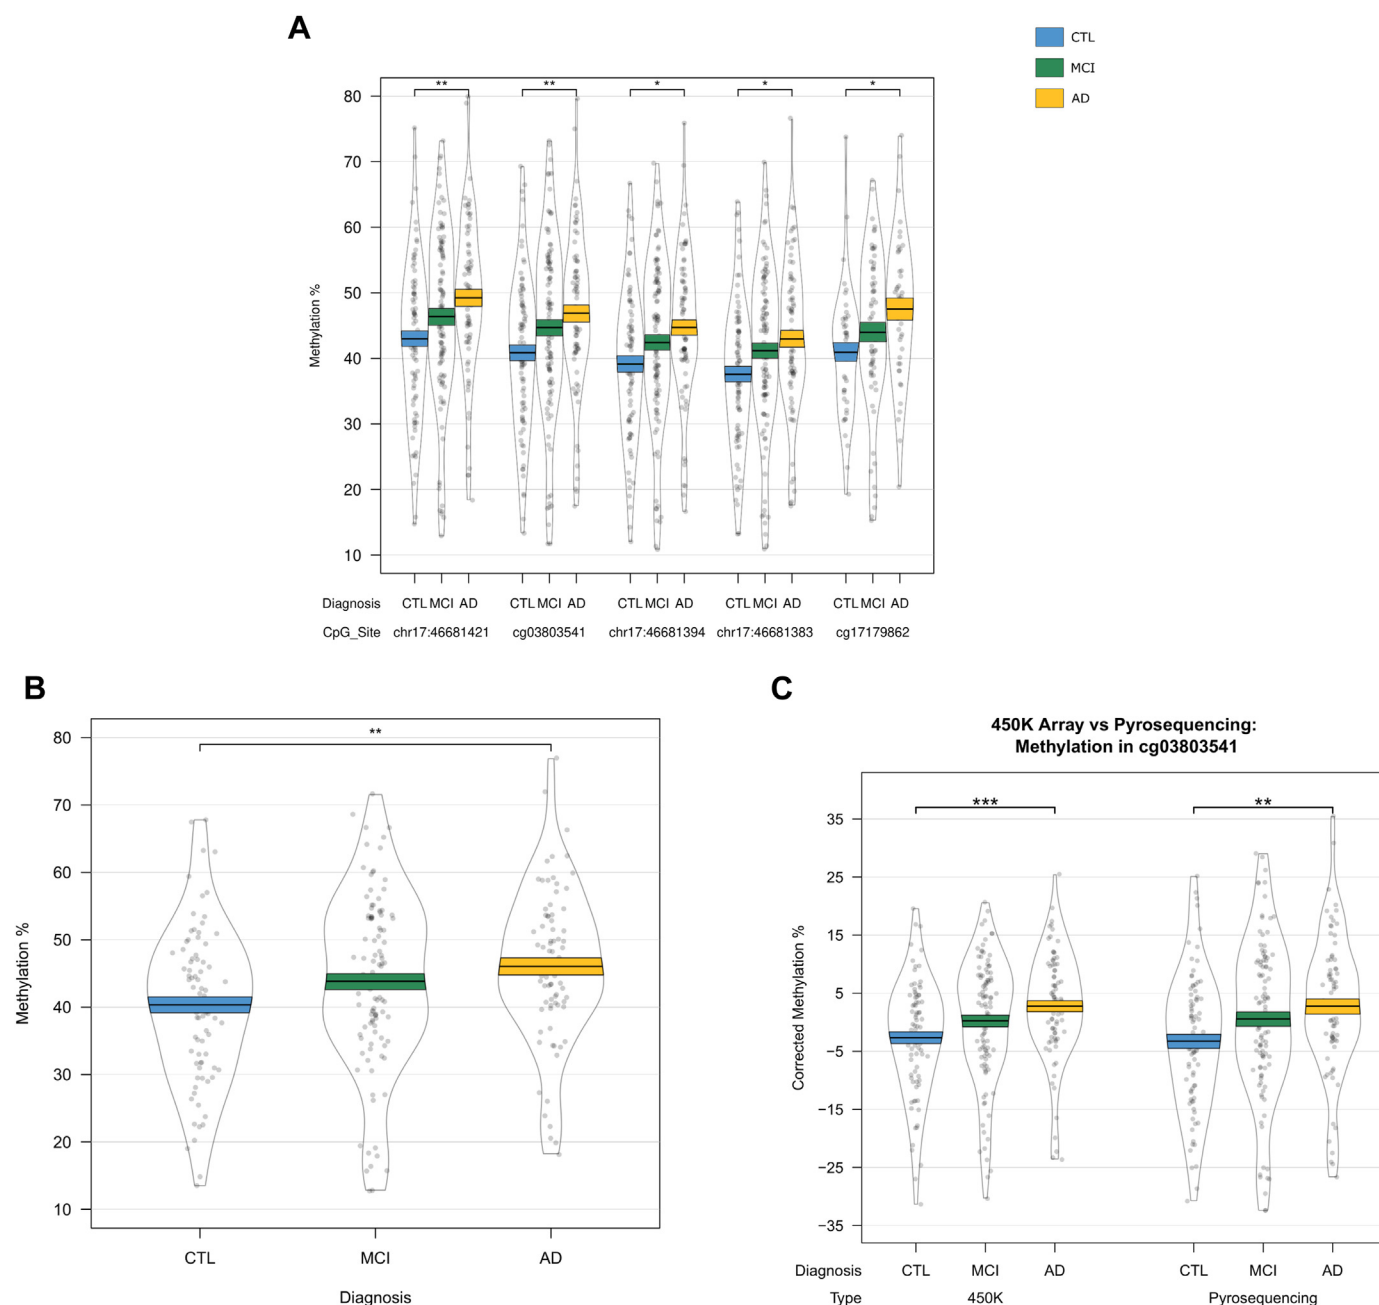 A
CTL
MCI
AD
** ** * * *
80
70
60
50
40
30
20
10
Methylation %
Diagnosis CTL MCI AD CTL MCI AD CTL MCI AD CTL MCI AD CTL MCI AD
CpG_Site chr17:46681421 cg03803541 chr17:46681394 chr17:46681383 cg17179862
B
**
80
70
60
50
40
30
20
10
Methylation %
CTL MCI AD
Diagnosis
C
450K Array vs Pyrosequencing:
Methylation in cg03803541
*** **
35
25
15
5
−5
−15
−25
−35
Corrected Methylation %
Diagnosis CTL MCI AD CTL MCI AD
Type 450K Pyrosequencing